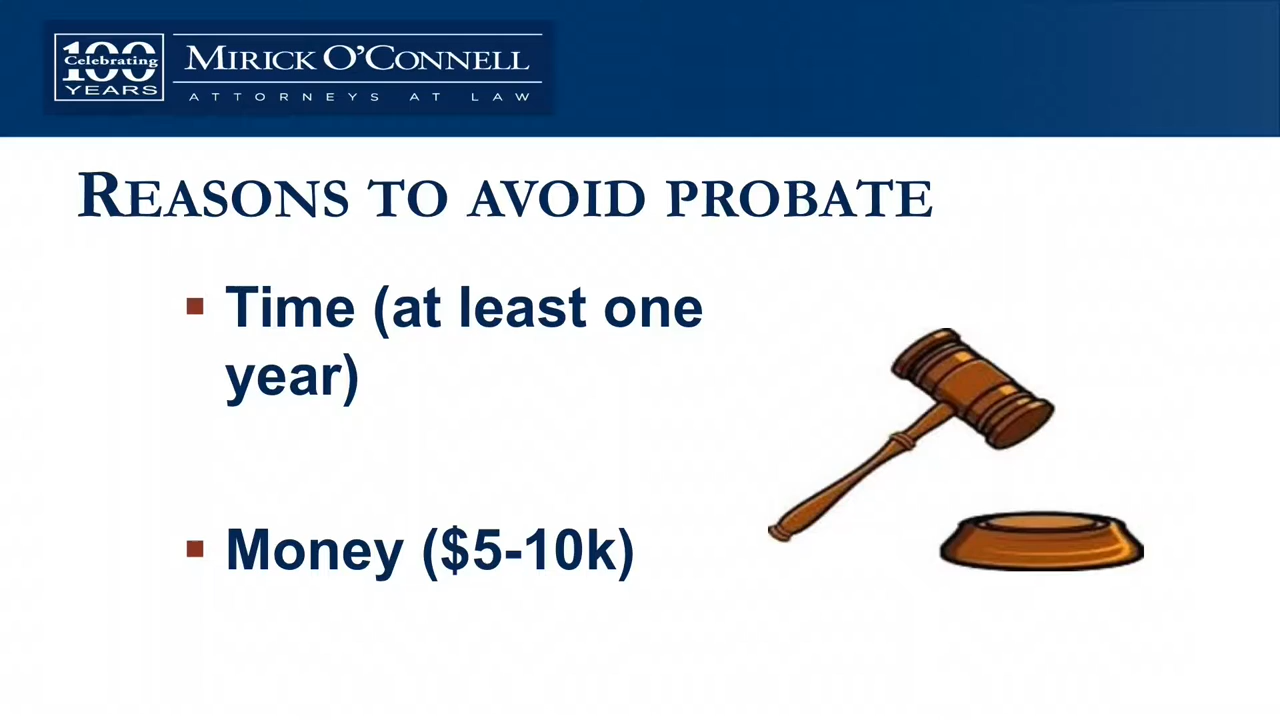 100
Celebrating
YEARS
MIRICK O'CONNELL
ATTORNEYS AT LAW
REASONS TO AVOID PROBATE
▪ Time (at least one
year)
▪ Money ($5-10k)